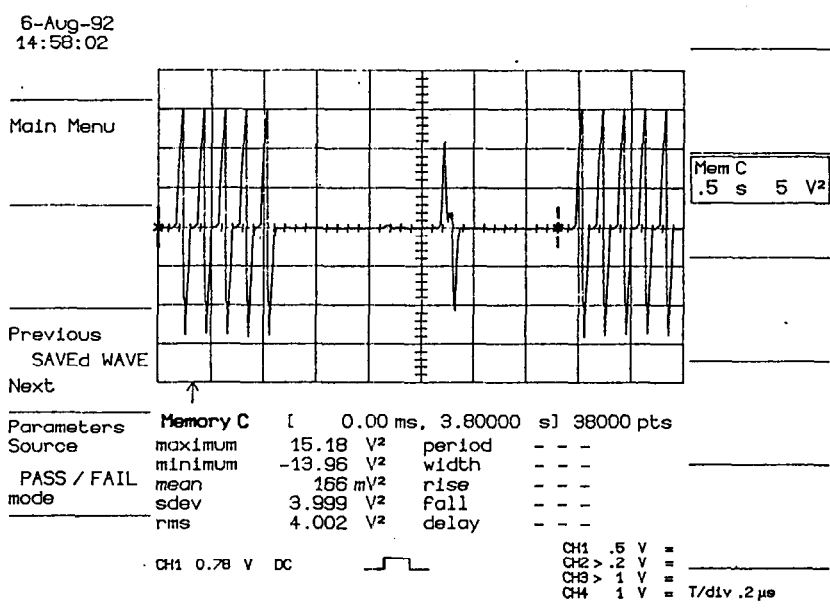 6-Aug-92
14:58:02
Main Menu
Mem C
.5 s 5 V²
Previous
SAVEd WAVE
Next
Parameters
Source
PASS / FAIL
mode
Memory C [ 0.00 ms, 3.80000 s] 38000 pts
maximum 15.18 V² period - - -
minimum -13.96 V² width - - -
mean 166 mV² rise - - -
sdev 3.999 V² fall - - -
rms 4.002 V² delay - - -
CH1 0.78 V DC
CH1 .5 V =
CH2 > .2 V =
CH3 > 1 V =
CH4 1 V =
T/div .2 µs